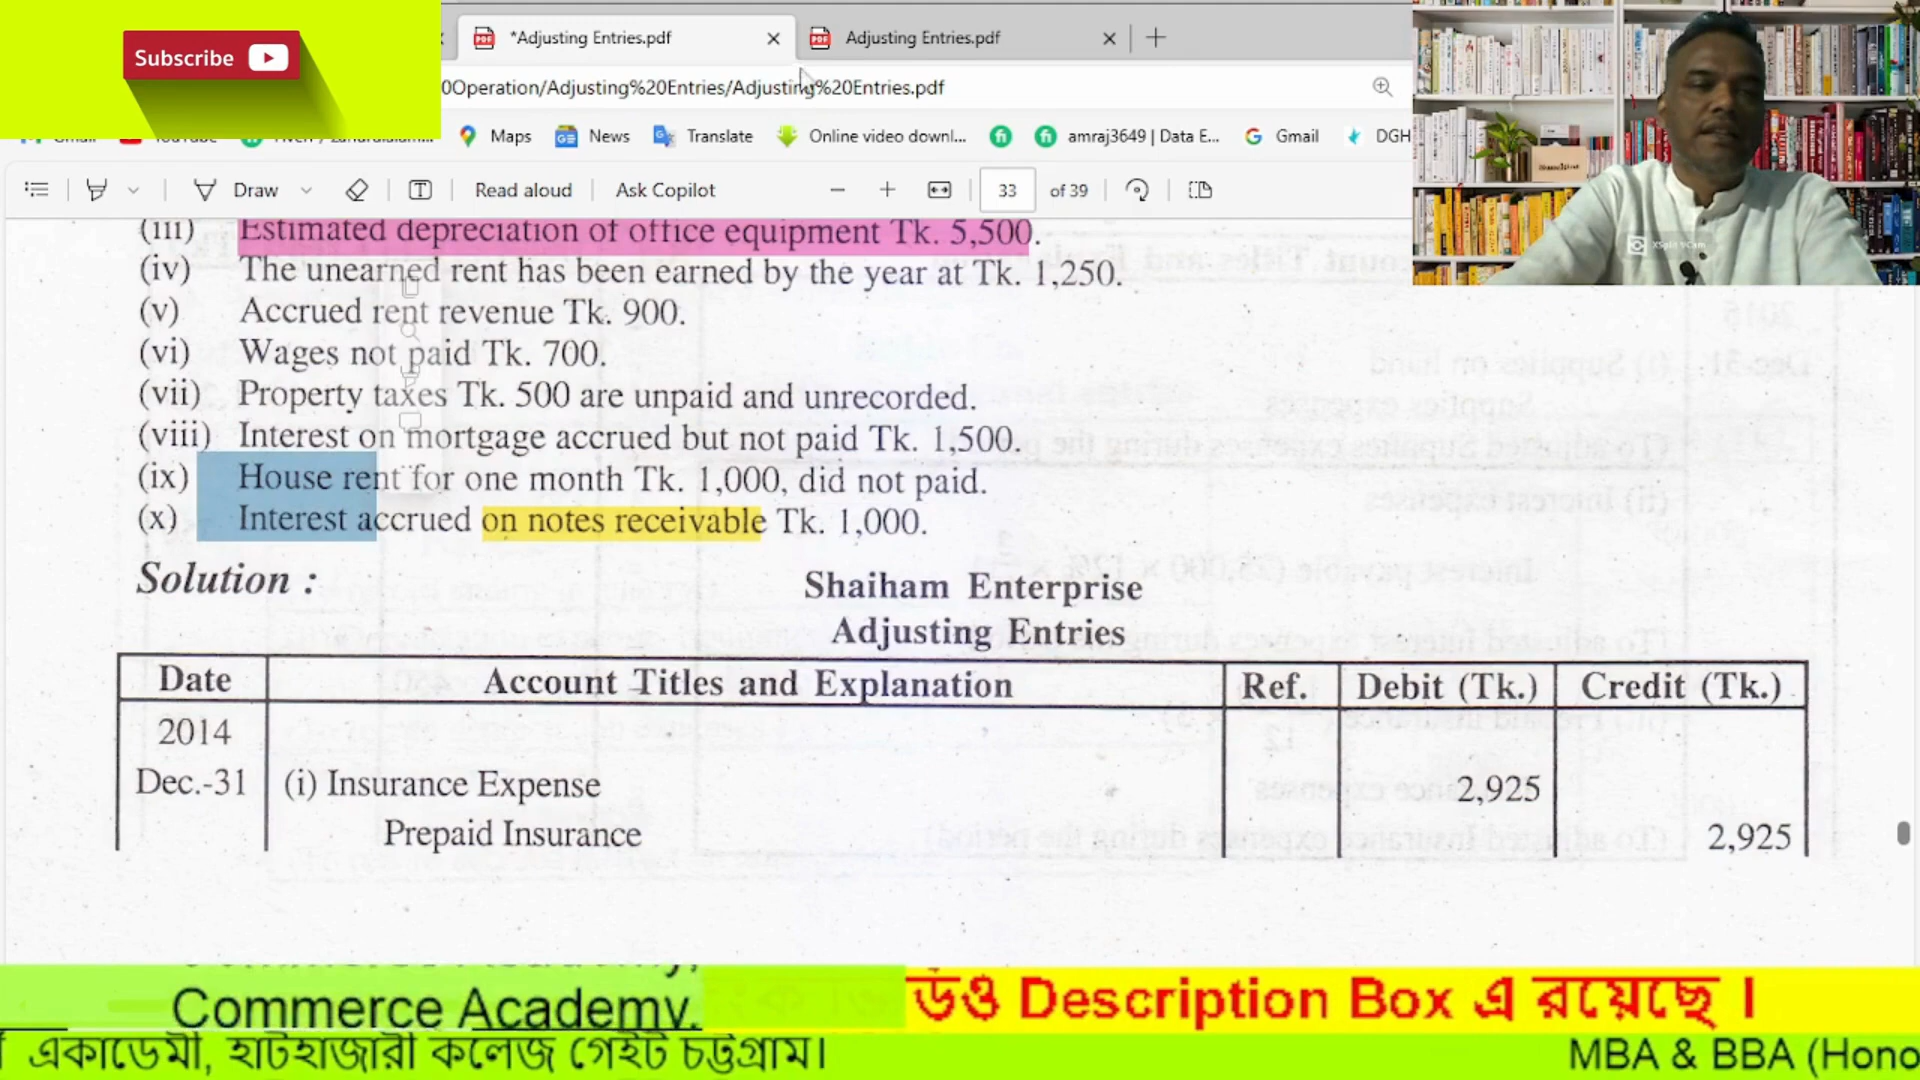 Subscribe
*Adjusting Entries.pdf
Adjusting Entries.pdf
0Operation/Adjusting%20Entries/Adjusting%20Entries.pdf
Maps
News
Translate
Online video downl...
amraj3649 | Data E...
Gmail
DGH
Draw
Read aloud
Ask Copilot
33
of 39
(iii) Estimated depreciation of office equipment Tk. 5,500.
(iv) The unearned rent has been earned by the year at Tk. 1,250.
(v) Accrued rent revenue Tk. 900.
(vi) Wages not paid Tk. 700.
(vii) Property taxes Tk. 500 are unpaid and unrecorded.
(viii) Interest on mortgage accrued but not paid Tk. 1,500.
(ix) House rent for one month Tk. 1,000, did not paid.
(x) Interest accrued on notes receivable Tk. 1,000.
Solution :
Shaiham Enterprise
Adjusting Entries
Date Account Titles and Explanation Ref. Debit (Tk.) Credit (Tk.)
2014
Dec.-31 (i) Insurance Expense 2,925
Prepaid Insurance 2,925
Commerce Academy.
Description Box এ রয়েছে ।
একাডেমী, হাটহাজারী কলেজ গেইট চট্টগ্রাম।
MBA & BBA (Hono